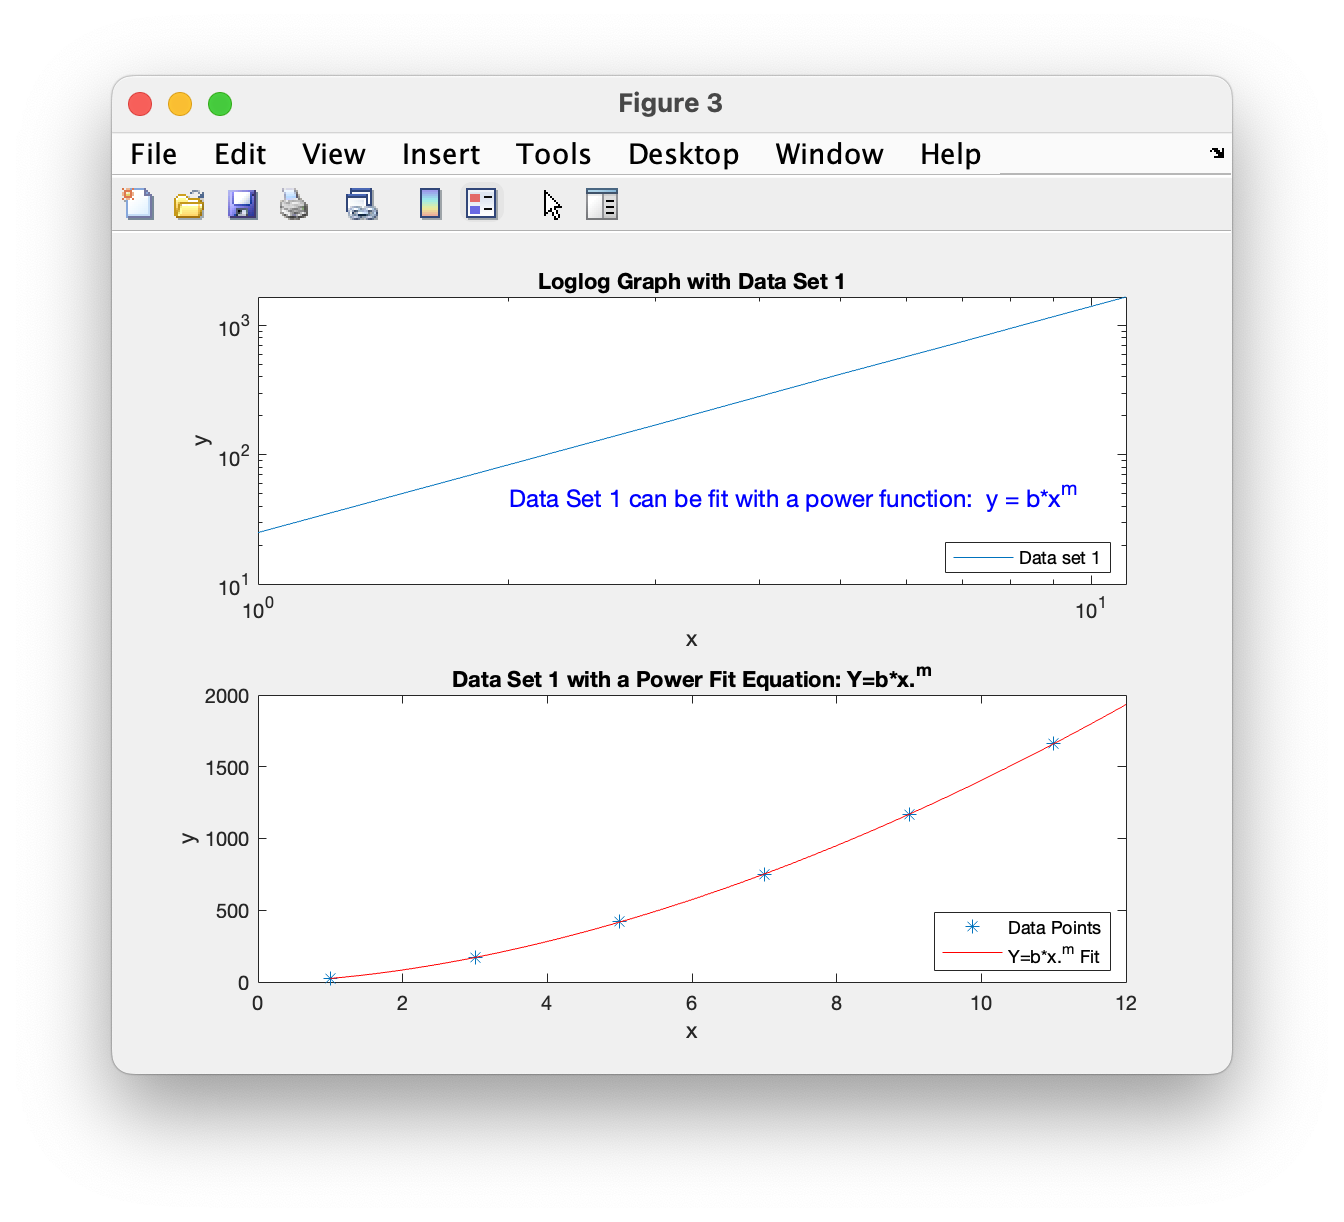 Figure 3
File Edit View Insert Tools Desktop Window Help
Loglog Graph with Data Set 1
10^3
10^2
10^1
y
Data Set 1 can be fit with a power function:  y = b*x^m
Data set 1
10^0 10^1
x
Data Set 1 with a Power Fit Equation: Y=b*x.^m
2000
1500
1000
500
0
y
Data Points
Y=b*x.^m Fit
0 2 4 6 8 10 12
x